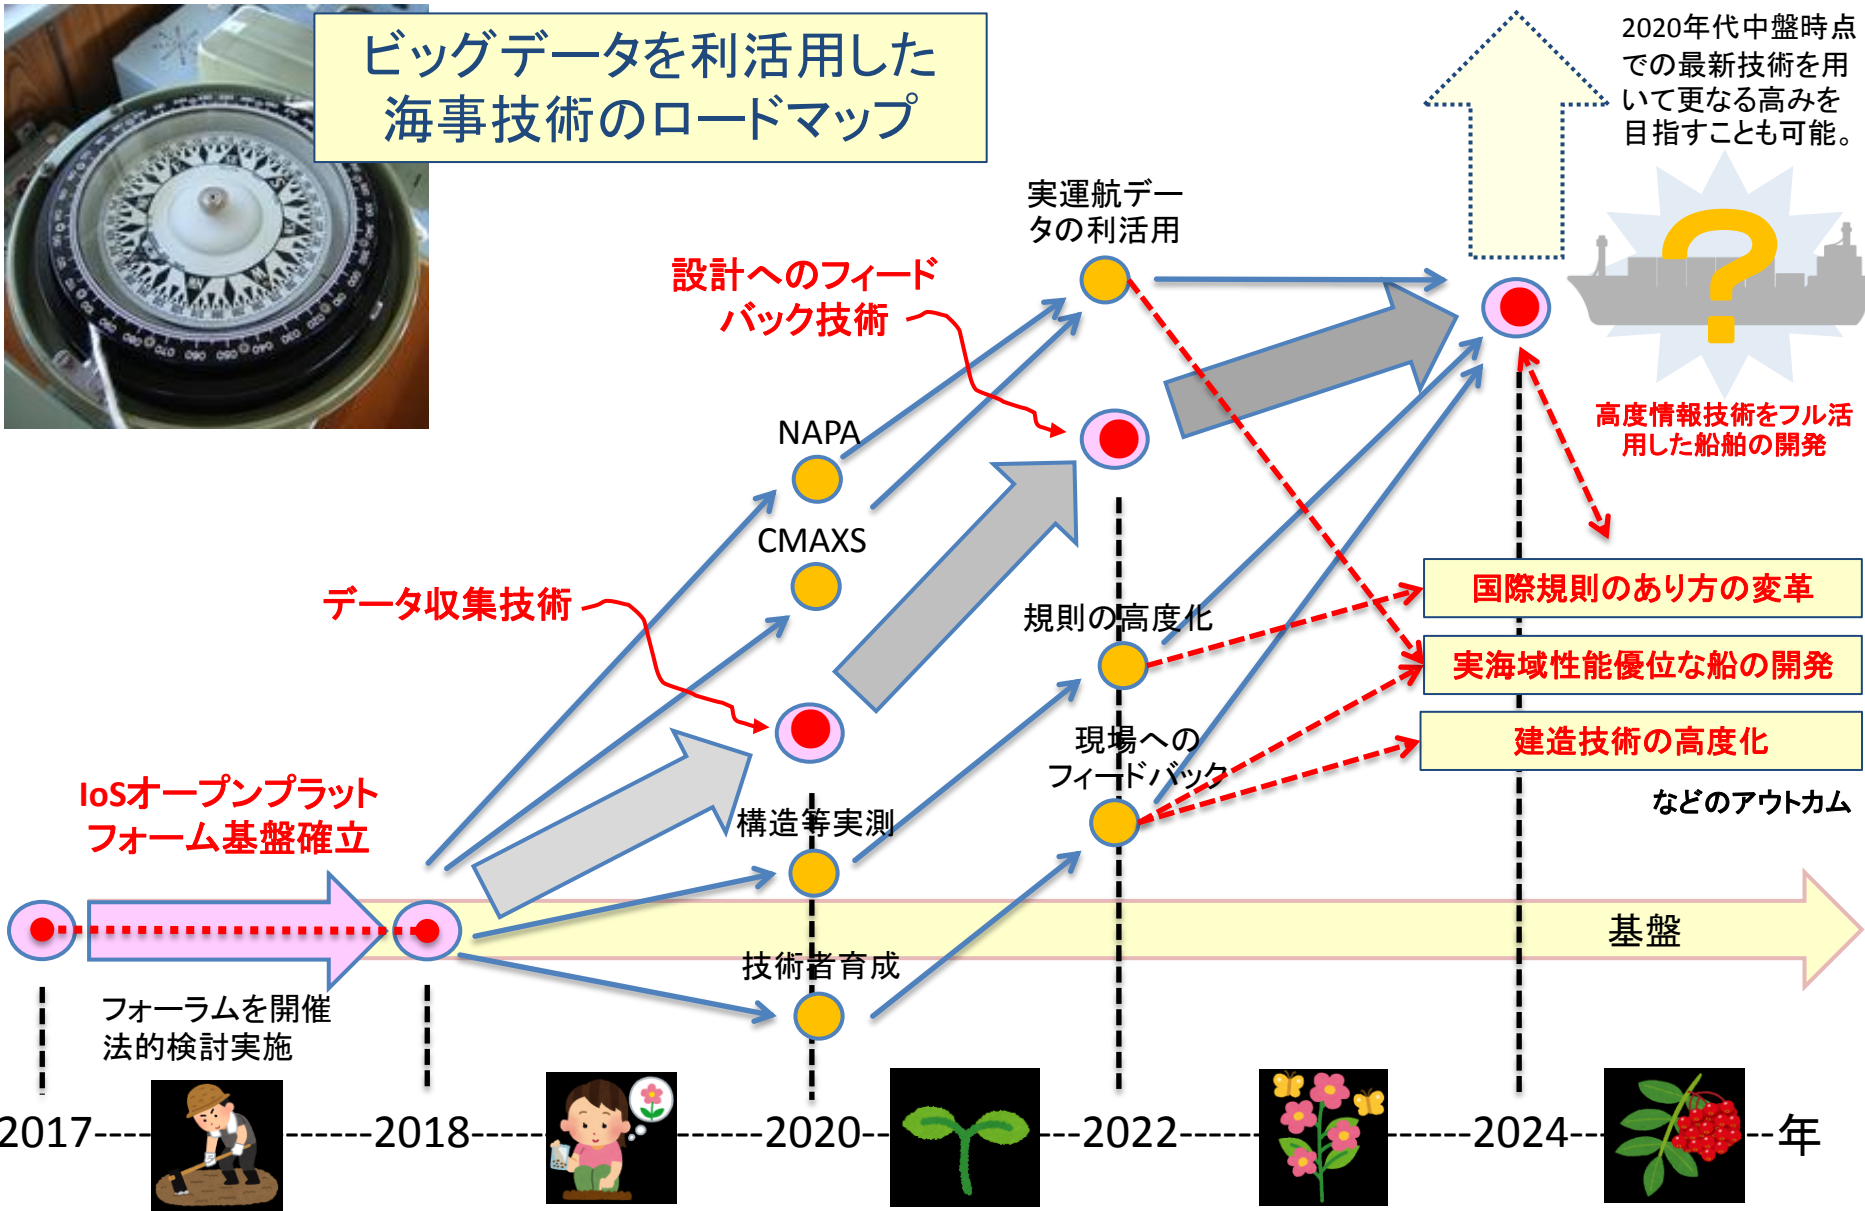 ビッグデータを利活用した
海事技術のロードマップ
2020年代中盤時点
での最新技術を用
いて更なる高みを
目指すことも可能。
実運航デー
タの利活用
設計へのフィード
バック技術
?
高度情報技術をフル活
用した船舶の開発
NAPA
CMAXS
データ収集技術
規則の高度化
国際規則のあり方の変革
実海域性能優位な船の開発
建造技術の高度化
などのアウトカム
現場への
フィードバック
IoSオープンプラット
フォーム基盤確立
構造等実測
基盤
技術者育成
フォーラムを開催
法的検討実施
2017
2018
2020
2022
2024
年